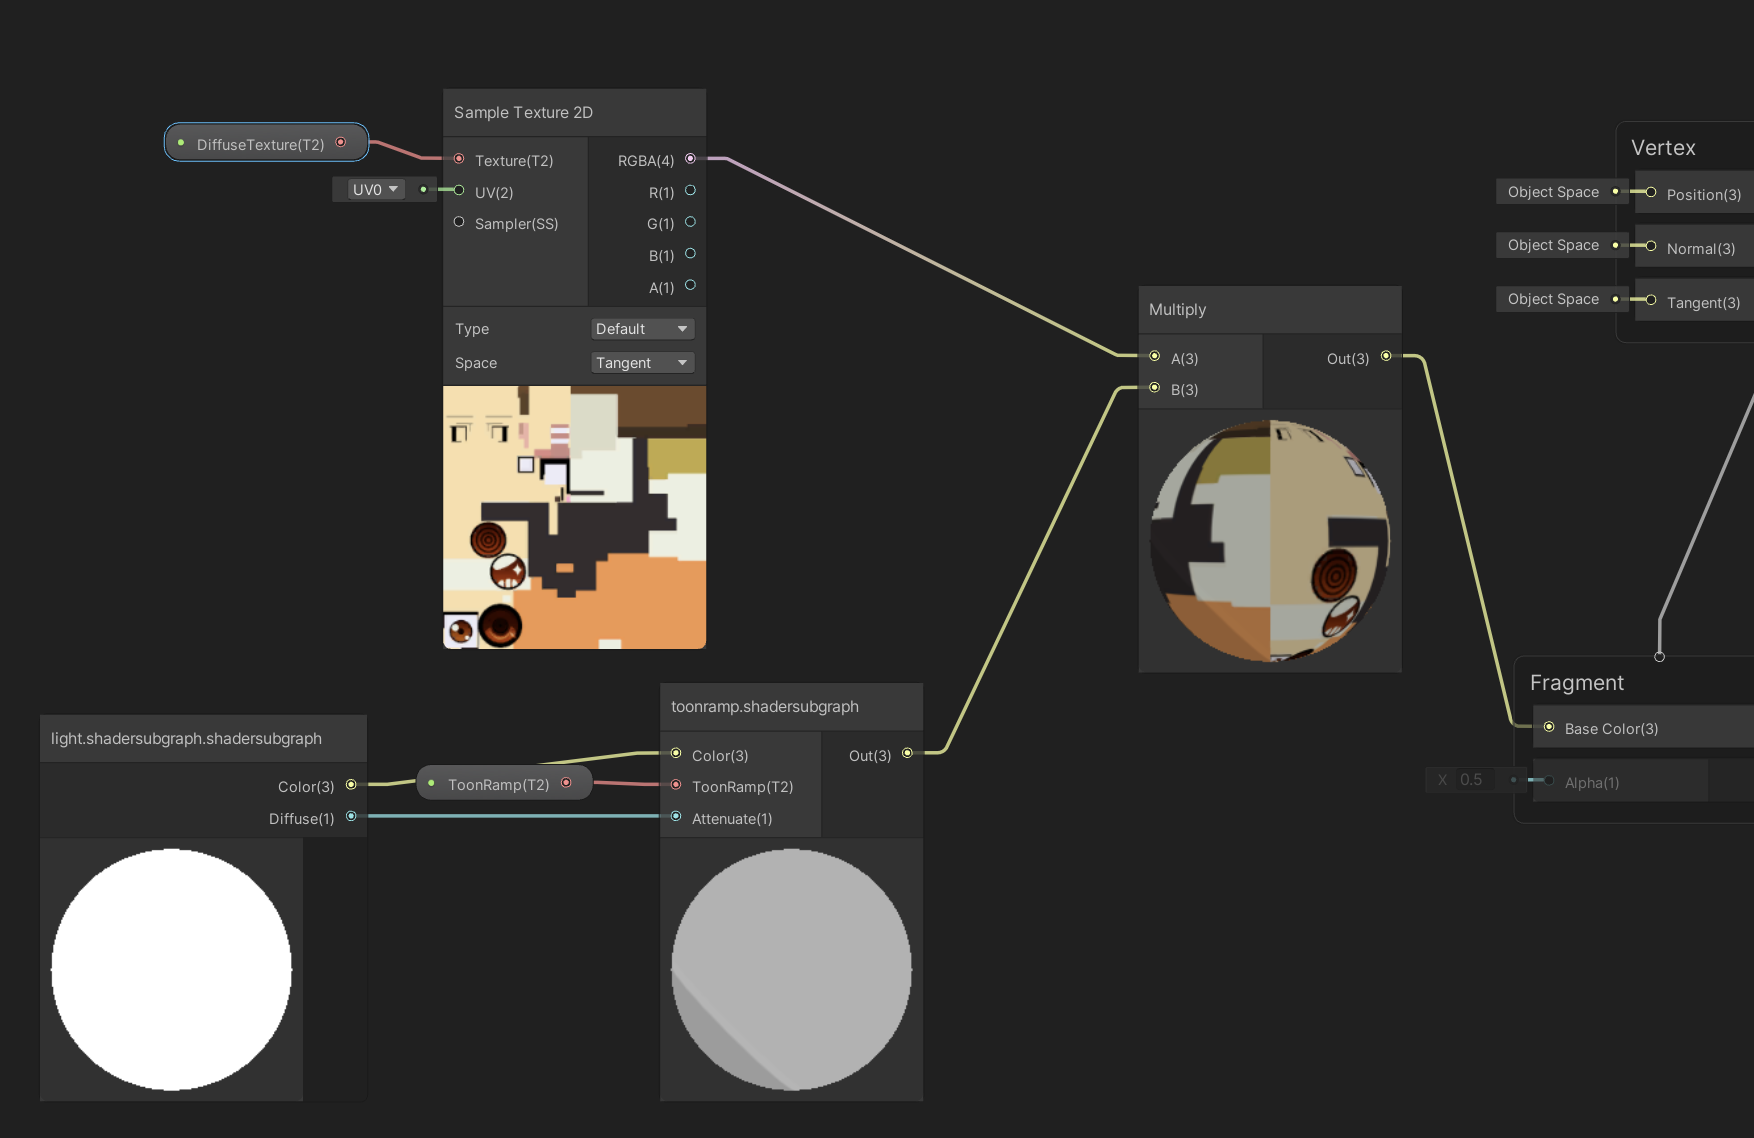 Sample Texture 2D
DiffuseTexture(T2)
Texture(T2)
RGBA(4)
UV0
UV(2)
R(1)
Sampler(SS)
G(1)
B(1)
A(1)
Type
Default
Space
Tangent
Vertex
Object Space
Position(3)
Object Space
Normal(3)
Object Space
Tangent(3)
Multiply
A(3)
Out(3)
B(3)
Fragment
Base Color(3)
X 0.5
Alpha(1)
light.shadersubgraph.shadersubgraph
Color(3)
Diffuse(1)
ToonRamp(T2)
toonramp.shadersubgraph
Color(3)
Out(3)
ToonRamp(T2)
Attenuate(1)